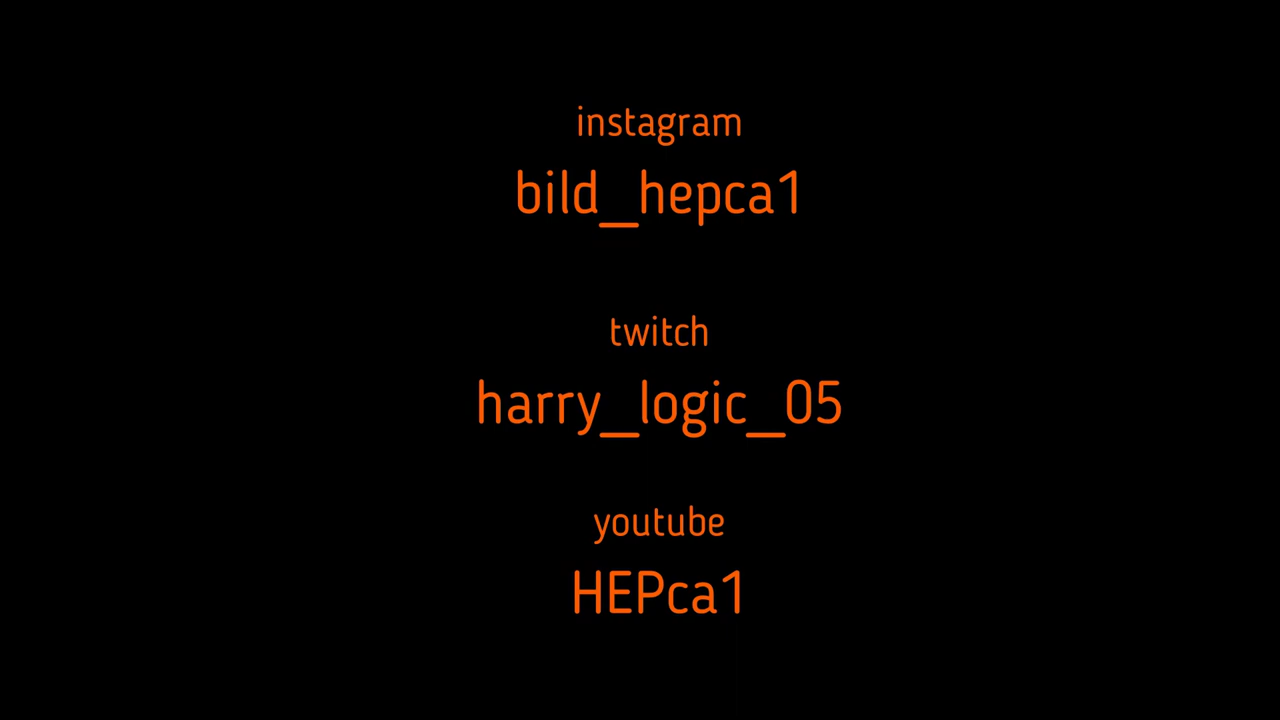 instagram
bild_hepca1
twitch
harry_logic_05
youtube
HEPca1